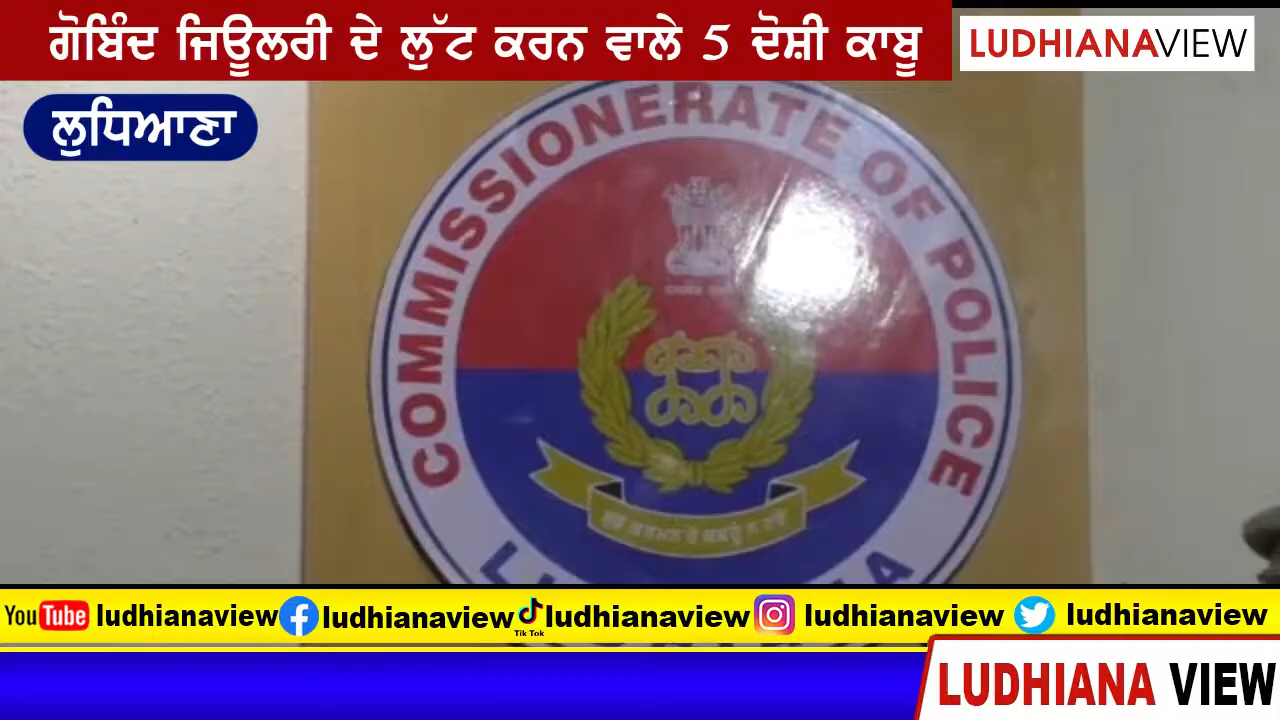 ਗੋਬਿੰਦ ਜਿਊਲਰੀ ਦੇ ਲੁੱਟ ਕਰਨ ਵਾਲੇ 5 ਦੋਸ਼ੀ ਕਾਬੂ
LUDHIANAVIEW
ਲੁਧਿਆਣਾ
COMMISSIONERATE OF POLICE
YouTube ludhianaview ludhianaview Tik Tok ludhianaview ludhianaview ludhianaview
LUDHIANA VIEW